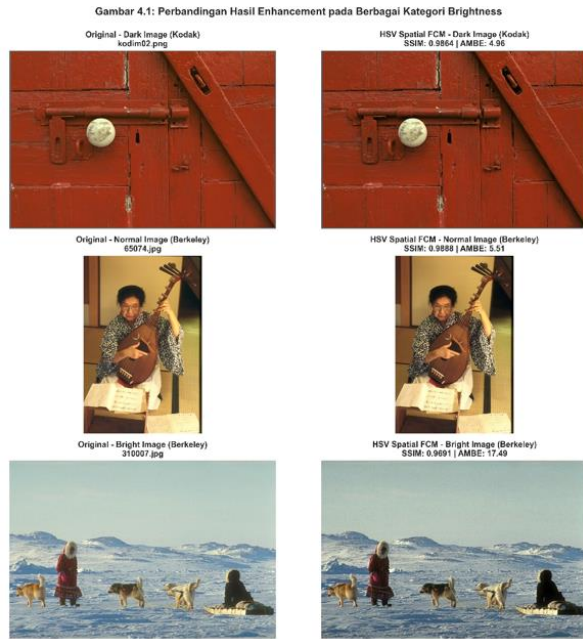 Gambar 4.1: Perbandingan Hasil Enhancement pada Berbagai Kategori Brightness
Original - Dark Image (Kodak)
kodim02.png
HSV Spatial FCM - Dark Image (Kodak)
SSIM: 0.9864 | AMBE: 4.96
Original - Normal Image (Berkeley)
65074.jpg
HSV Spatial FCM - Normal Image (Berkeley)
SSIM: 0.9888 | AMBE: 5.51
Original - Bright Image (Berkeley)
310007.jpg
HSV Spatial FCM - Bright Image (Berkeley)
SSIM: 0.9691 | AMBE: 17.49